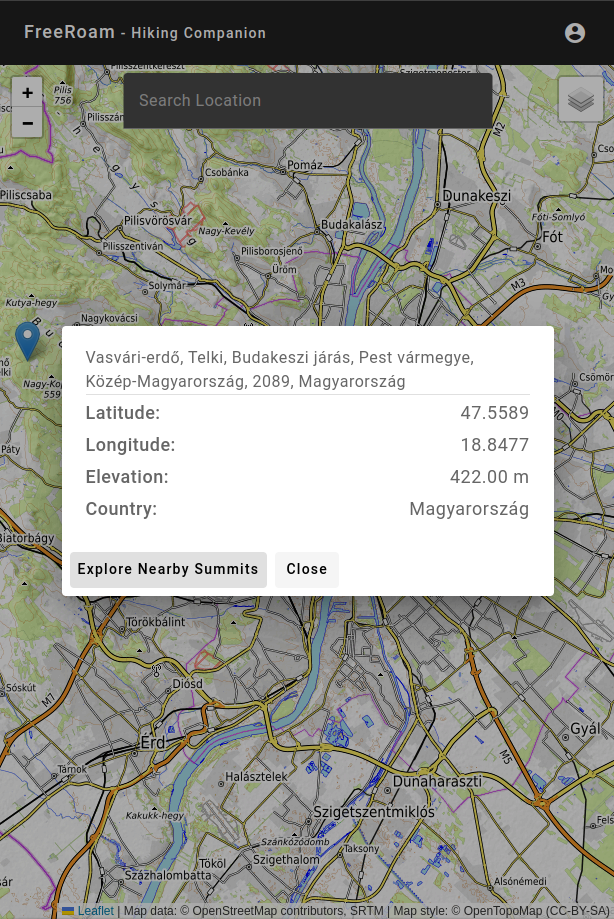 FreeRoam - Hiking Companion
Pilisszentkereszt
Szigetmonostor
+
−
Search Location
Pilis
756
Pilisszán
M2
Csobánka
Pomáz
Piliscsaba
Dunakeszi
Pilisvörösvár
Nagy-Kevély
Budakalász
Fóti-Somlyó
Fót
Pilisszentiván
Pilisborosjenő
Üröm
Solymár
M3
Kutya-hegy
Nagykovácsi
Nagy-Ko
559
Csömör
M0
Vasvári-erdő, Telki, Budakeszi járás, Pest vármegye,
Közép-Magyarország, 2089, Magyarország
Latitude: 47.5589
Longitude: 18.8477
Elevation: 422.00 m
Country: Magyarország
Explore Nearby Summits Close
Páty
Biatorbágy
Törökbálint
Sóskút
Diósd
M7
Érd
Gyál
M5
Tárnok
Halásztelek
Dunaharaszti
Kakukk-hegy
Szigetszentmiklós
Szánkózódomb
Taksony
Tököl
Szigethalom
Százhalombatta
Alsónémedi
Leaflet | Map data: © OpenStreetMap contributors, SRTM | Map style: © OpenTopoMap (CC-BY-SA)